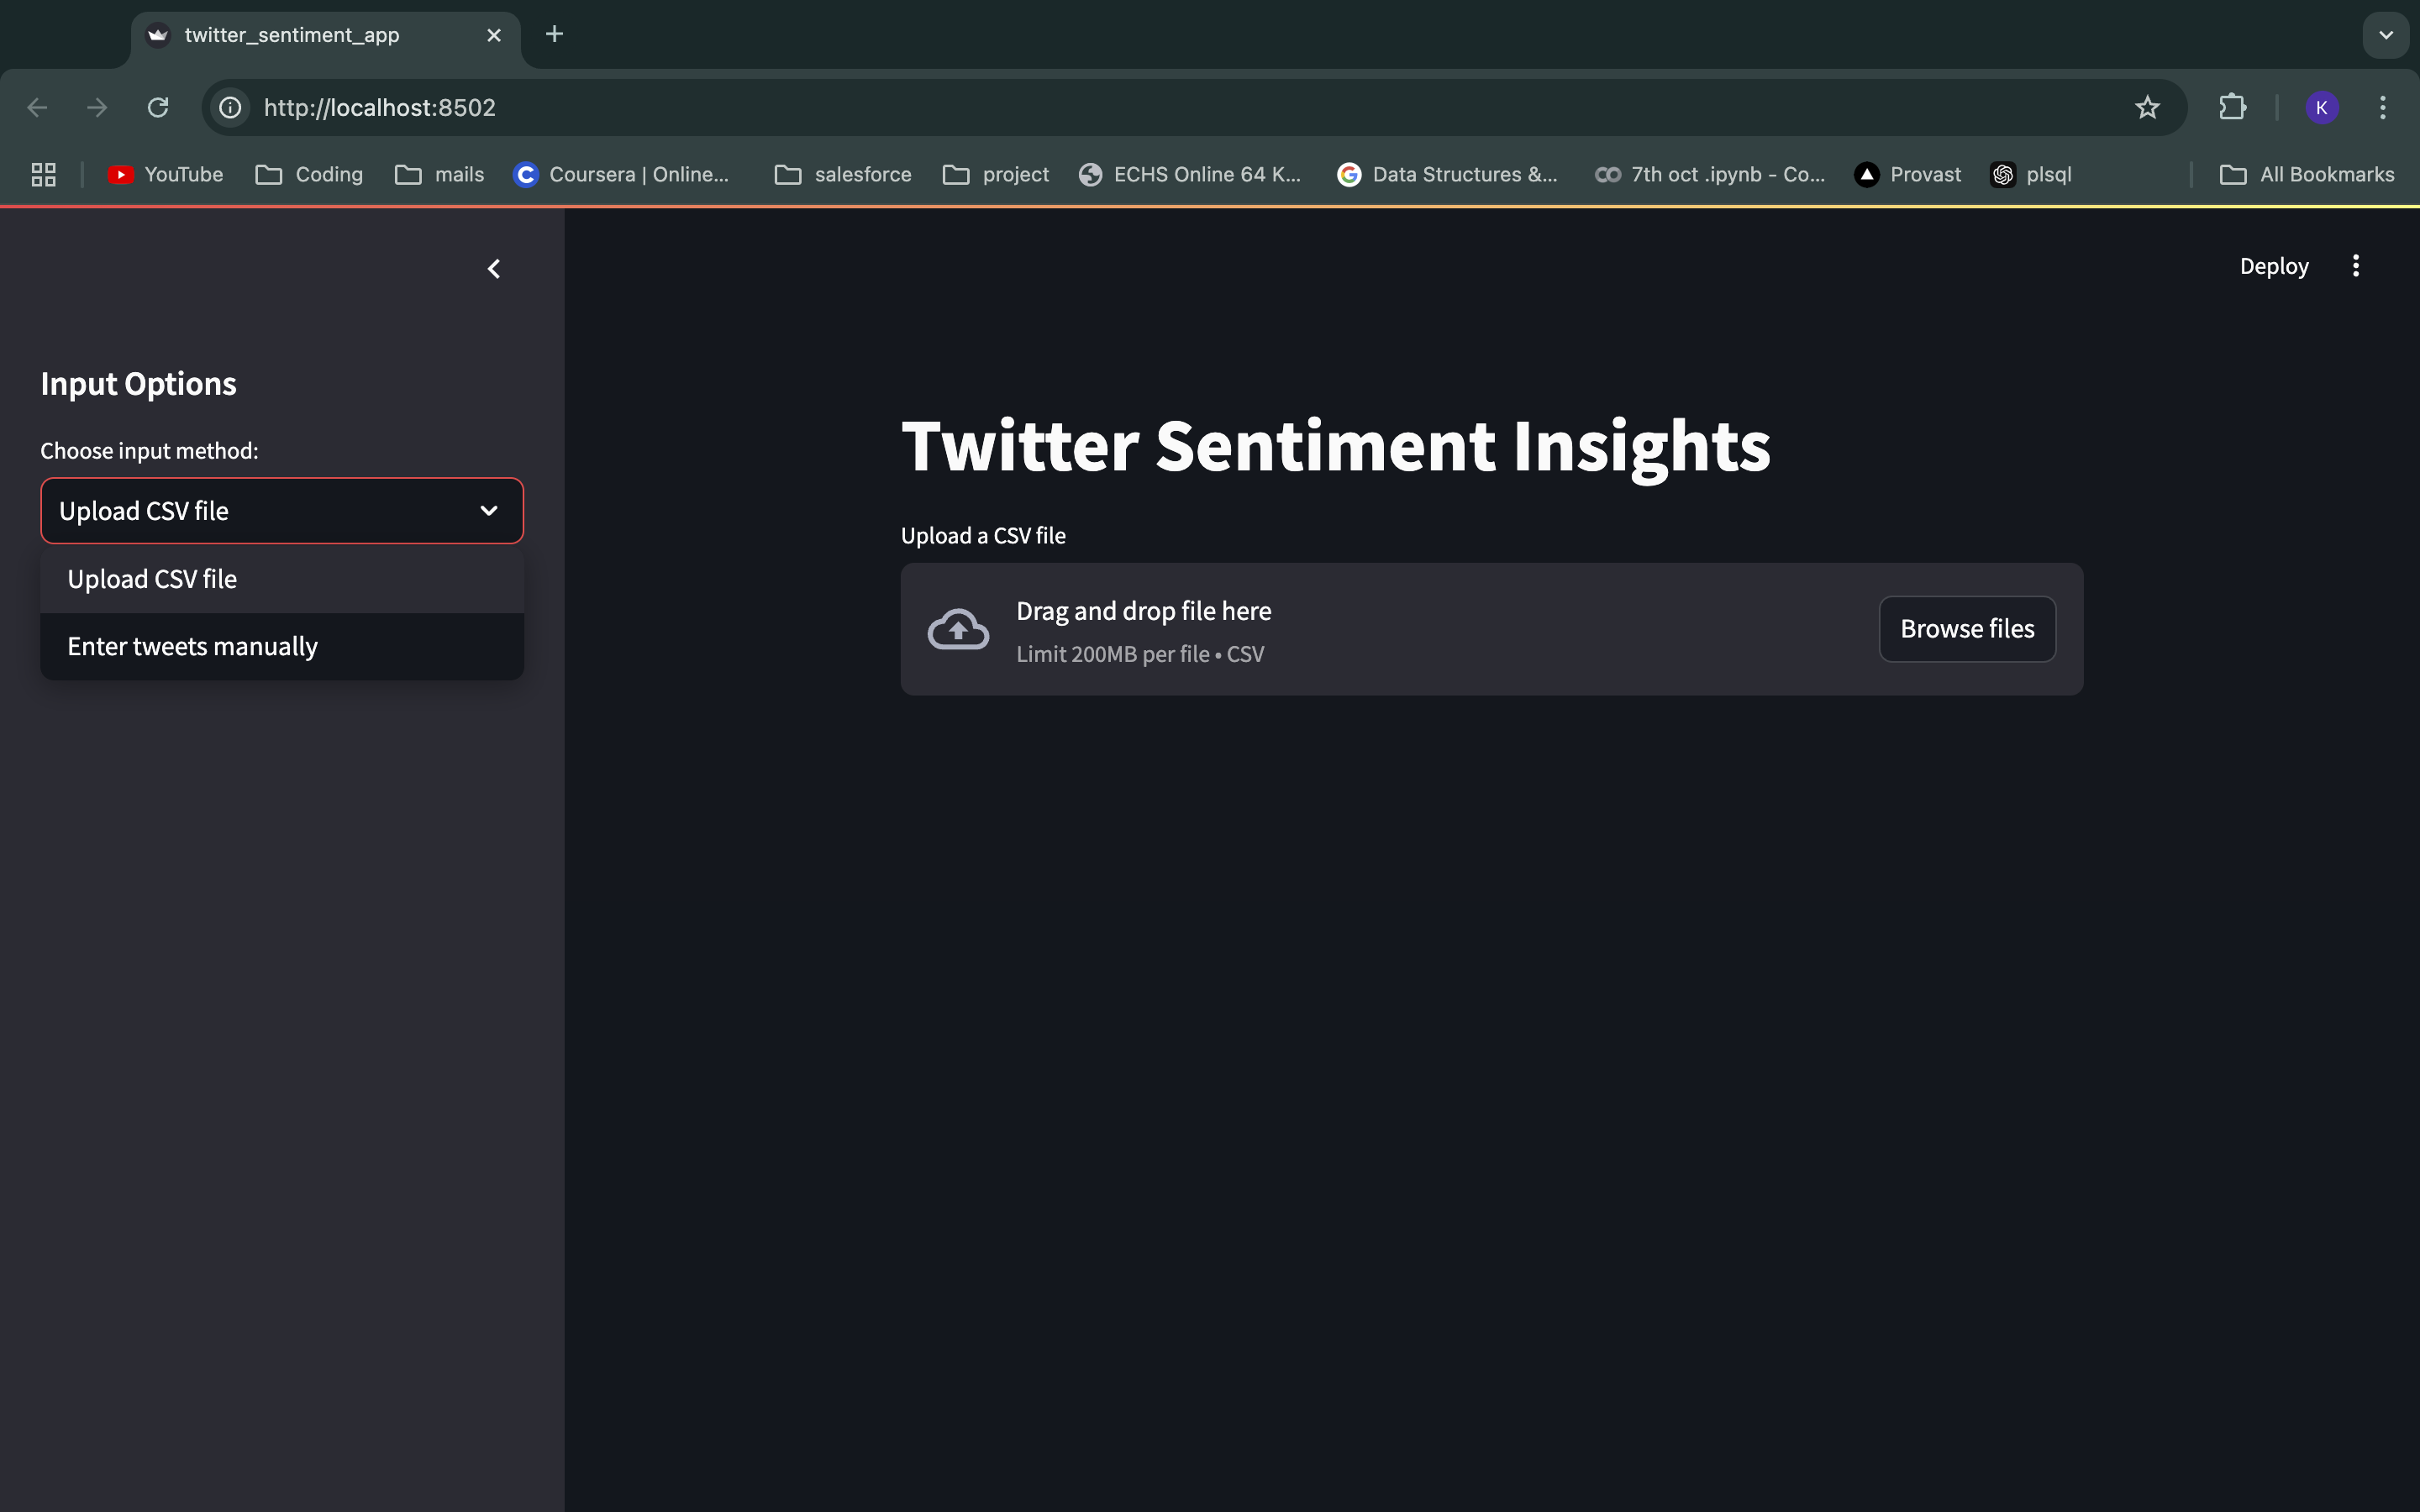 twitter_sentiment_app
http://localhost:8502
K
YouTube
Coding
mails
Coursera | Online...
salesforce
project
ECHS Online 64 K...
Data Structures &...
7th oct .ipynb - Co...
Provast
plsql
All Bookmarks
Deploy
Input Options
Choose input method:
Upload CSV file
Upload CSV file
Enter tweets manually
Twitter Sentiment Insights
Upload a CSV file
Drag and drop file here
Limit 200MB per file • CSV
Browse files